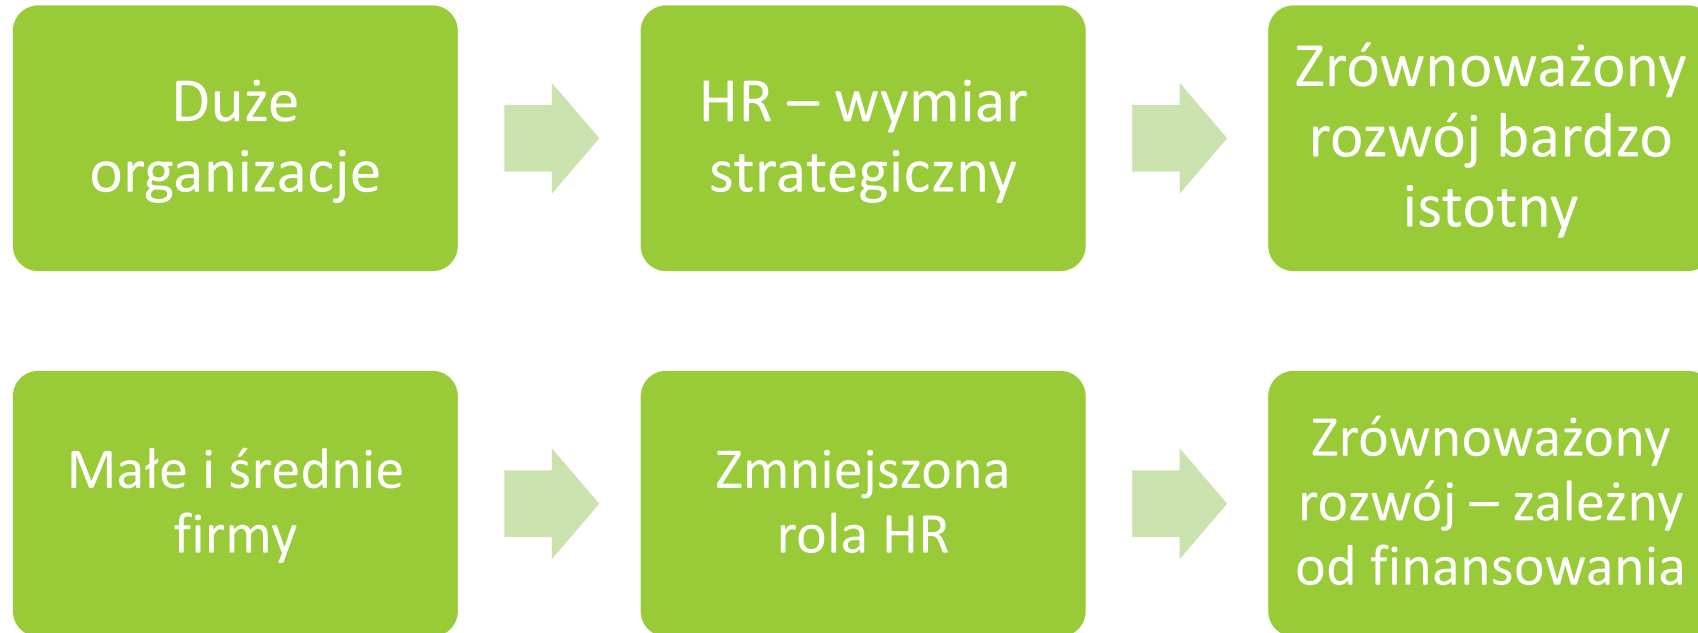 Duże
organizacje
HR – wymiar
strategiczny
Zrównoważony
rozwój bardzo
istotny
Małe i średnie
firmy
Zmniejszona
rola HR
Zrównoważony
rozwój – zależny
od finansowania